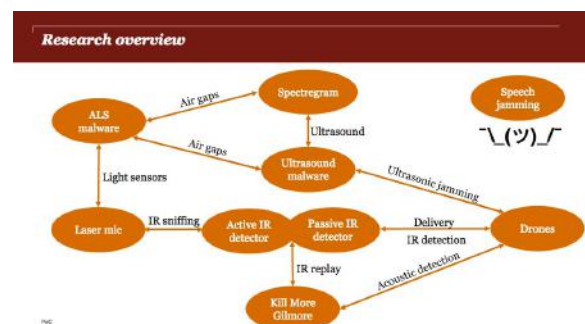 Research overview
Spectregram
Speech
jamming
¯\_(ツ)_/¯
Air gaps
ALS
malware
Air gaps
Ultrasound
Ultrasound
malware
Ultrasonic jamming
Light sensors
Laser mic
IR sniffing
Active IR
detector
Passive IR
detector
Delivery
IR detection
Drones
IR replay
Acoustic detection
Kill More
Gilmore
PwC